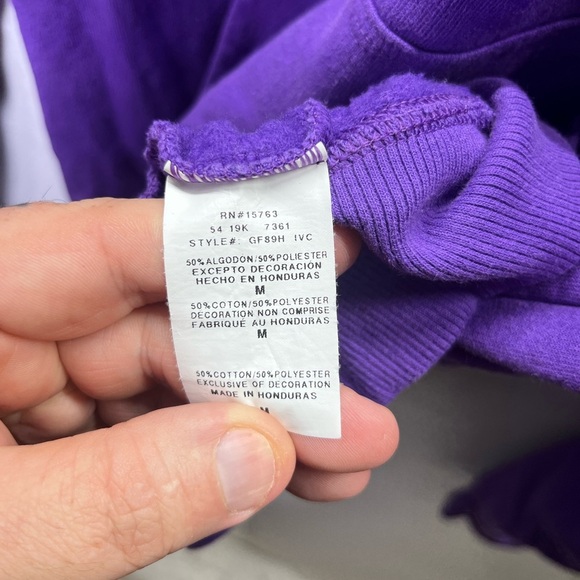 RN#15763
54 19K 7361
STYLE#: GF89H IVC
50%ALGODON/50%POLIESTER
EXCEPTO DECORACIÓN
HECHO EN HONDURAS
M
50%COTON/50%POLYESTER
DECORATION NON COMPRISE
FABRIQUÉ AU HONDURAS
M
50%COTTON/50%POLYESTER
EXCLUSIVE OF DECORATION
MADE IN HONDURAS
M